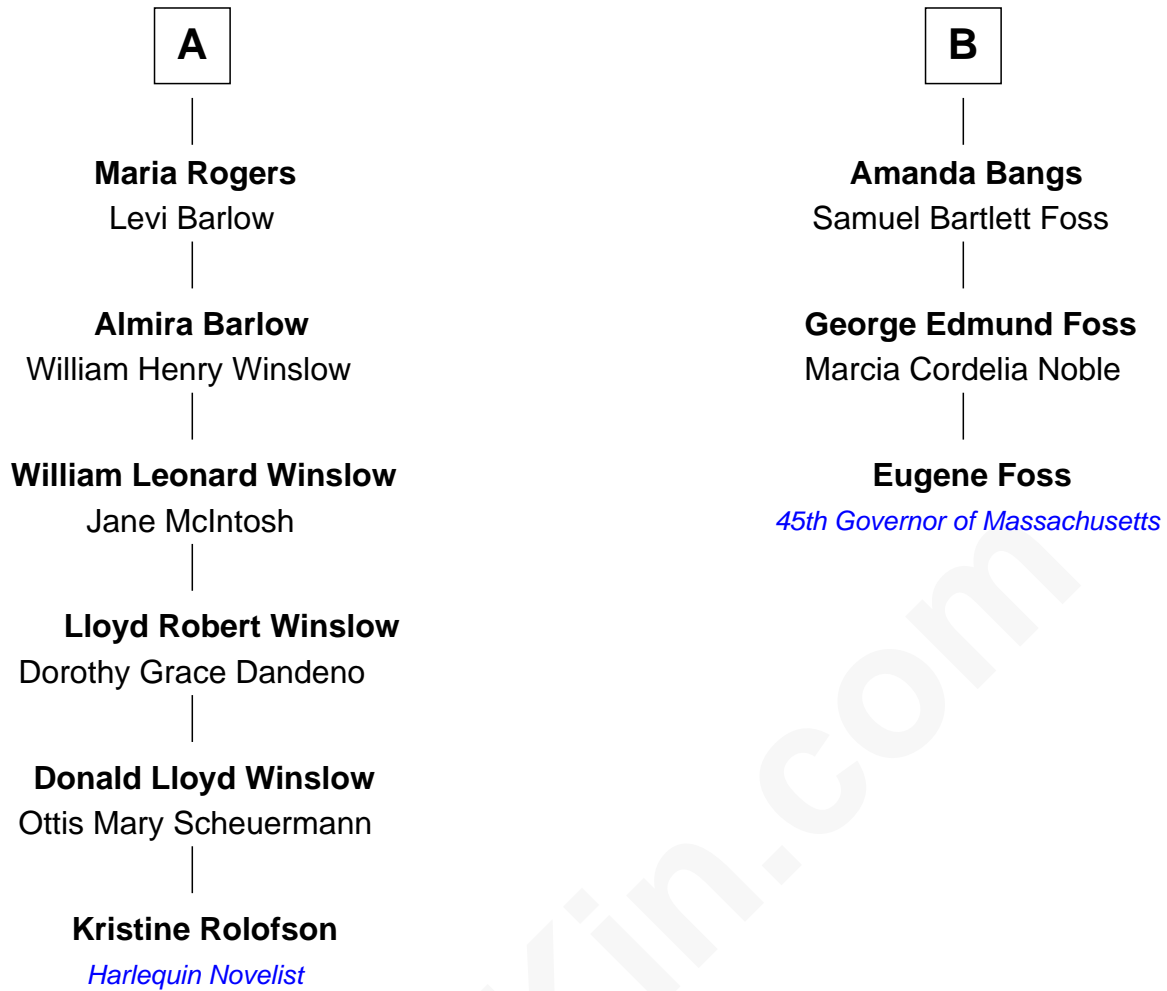 A
Maria Rogers
Levi Barlow
Almira Barlow
William Henry Winslow
William Leonard Winslow
Jane McIntosh
Lloyd Robert Winslow
Dorothy Grace Dandeno
Donald Lloyd Winslow
Ottis Mary Scheuermann
Kristine Rolofson
Harlequin Novelist
B
Amanda Bangs
Samuel Bartlett Foss
George Edmund Foss
Marcia Cordelia Noble
Eugene Foss
45th Governor of Massachusetts
Kin.com